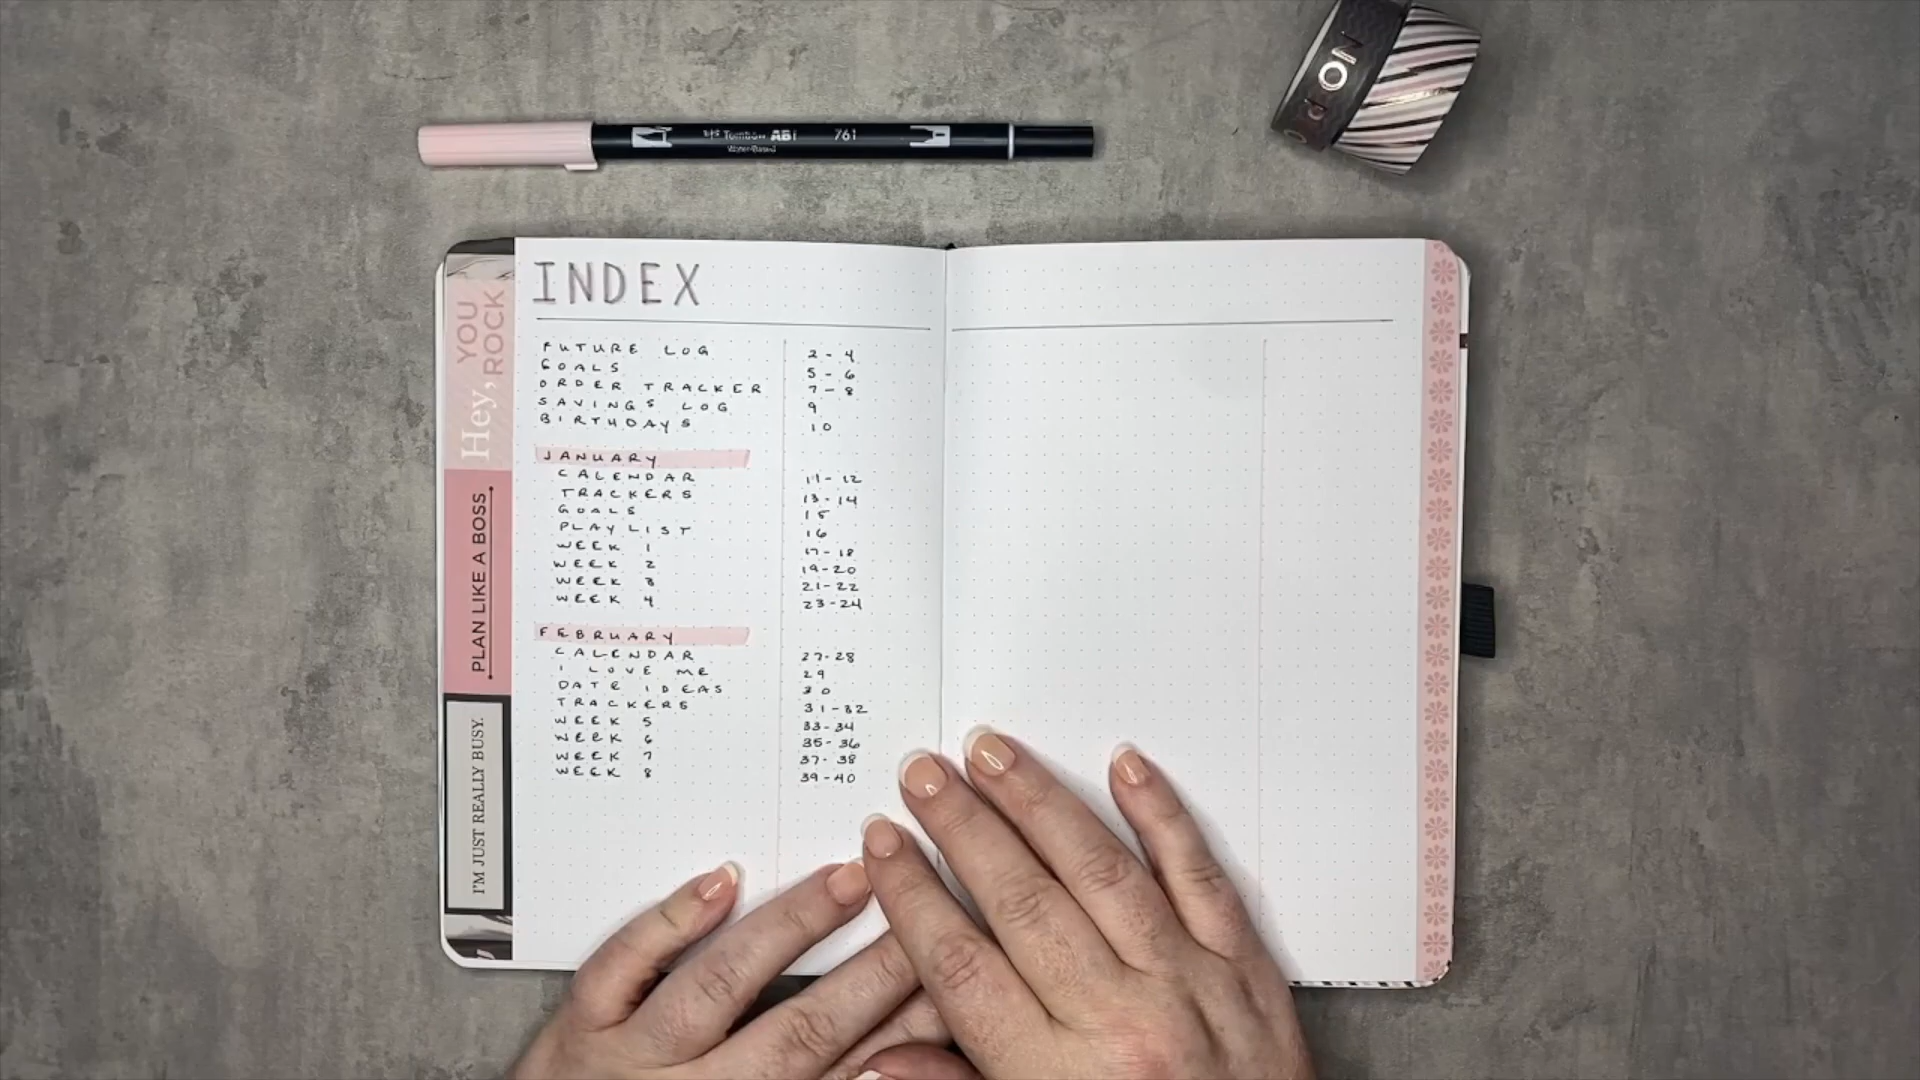 NO
Tombow ABT 761
Water-Based
INDEX
FUTURE LOG 2-4
GOALS 5-6
ORDER TRACKER 7-8
SAVINGS LOG 9
BIRTHDAYS 10
JANUARY
CALENDAR 11-12
TRACKERS 13-14
GOALS 15
PLAYLIST 16
WEEK 1 17-18
WEEK 2 19-20
WEEK 3 21-22
WEEK 4 23-24
FEBRUARY
CALENDAR 27-28
I LOVE ME 29
DATE IDEAS 30
TRACKERS 31-32
WEEK 5 33-34
WEEK 6 35-36
WEEK 7 37-38
WEEK 8 39-40
Hey, YOU ROCK
PLAN LIKE A BOSS
I'M JUST REALLY BUSY.